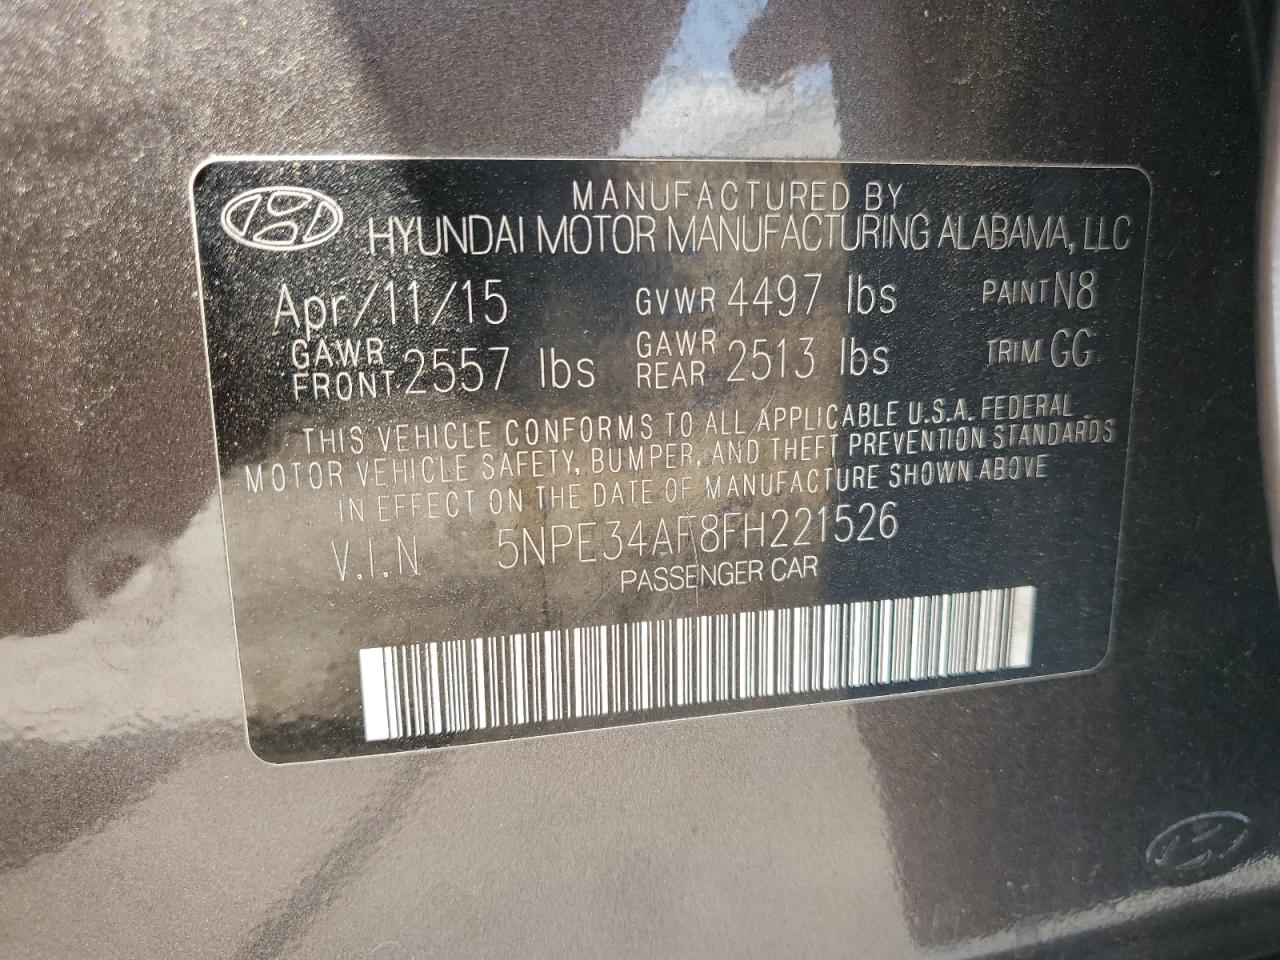 MANUFACTURED BY
HYUNDAI MOTOR MANUFACTURING ALABAMA, LLC
Apr/11/15 GVWR 4497 lbs PAINT N8
GAWR FRONT 2557 lbs GAWR REAR 2513 lbs TRIM GG
THIS VEHICLE CONFORMS TO ALL APPLICABLE U.S.A. FEDERAL
MOTOR VEHICLE SAFETY, BUMPER, AND THEFT PREVENTION STANDARDS
IN EFFECT ON THE DATE OF MANUFACTURE SHOWN ABOVE
V.I.N 5NPE34AF8FH221526
PASSENGER CAR